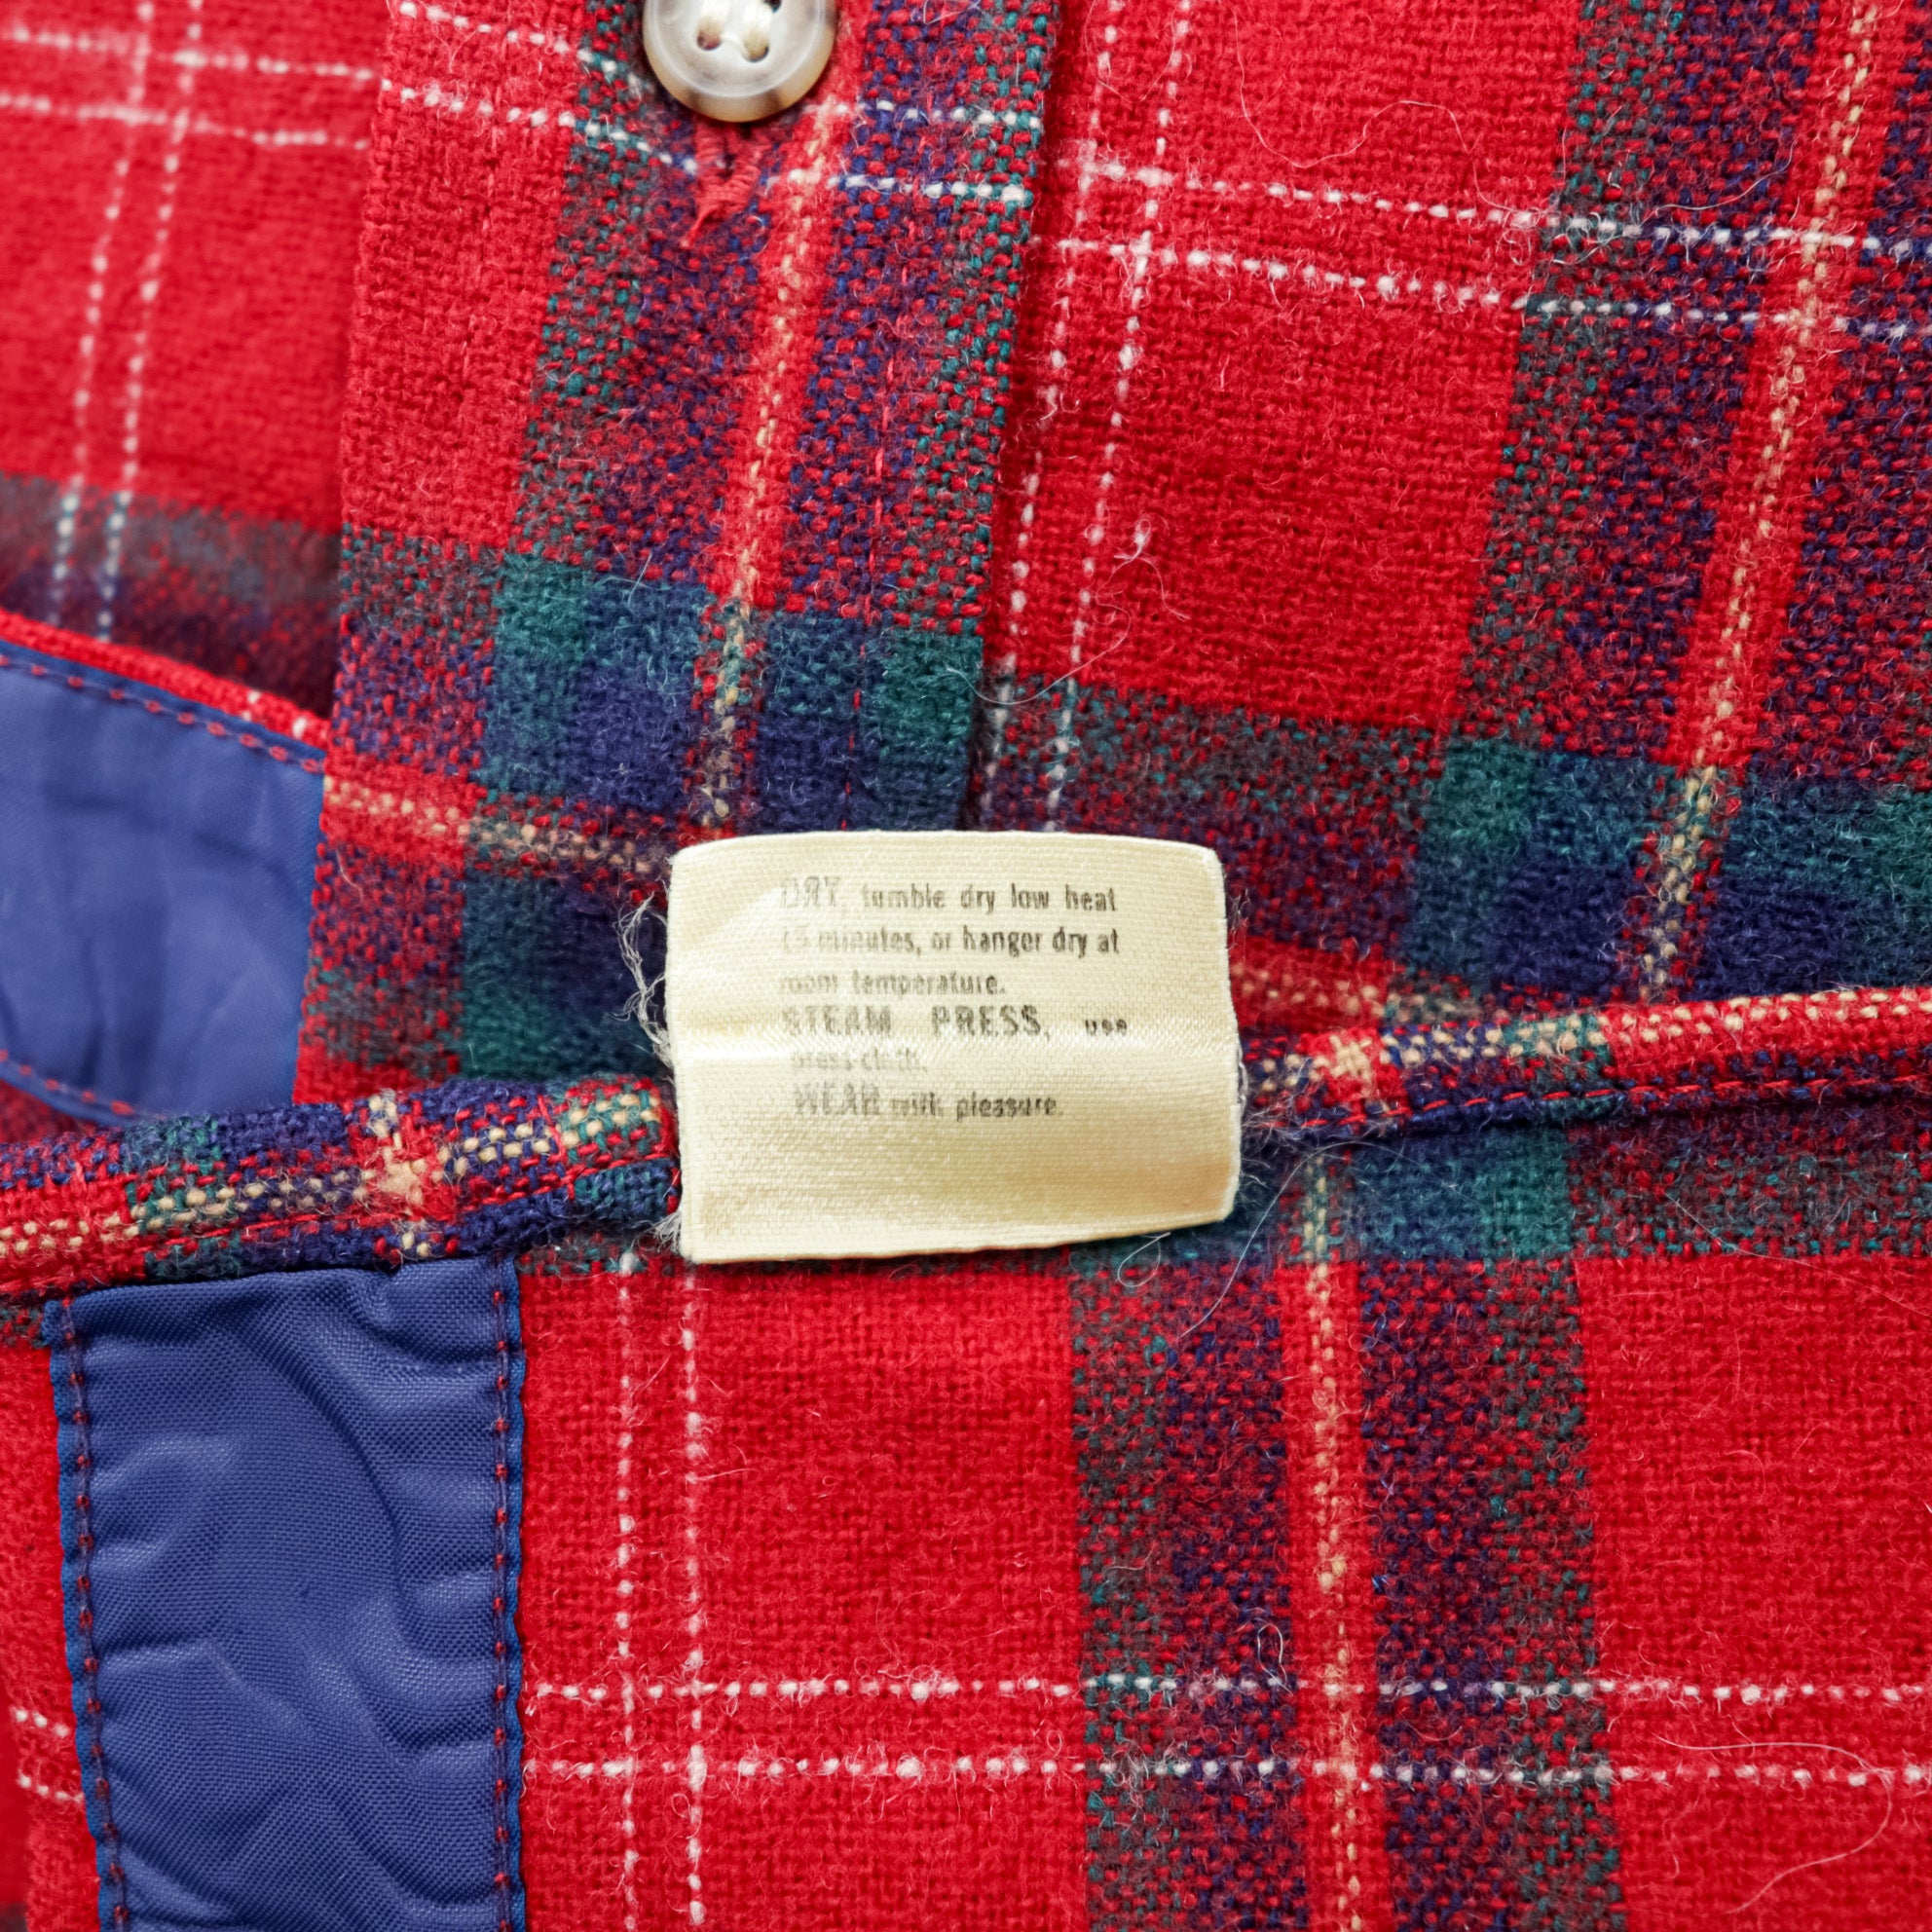 DRY, tumble dry low heat
15 minutes, or hanger dry at
room temperature.
STEAM PRESS, use
press cloth.
WEAR with pleasure.